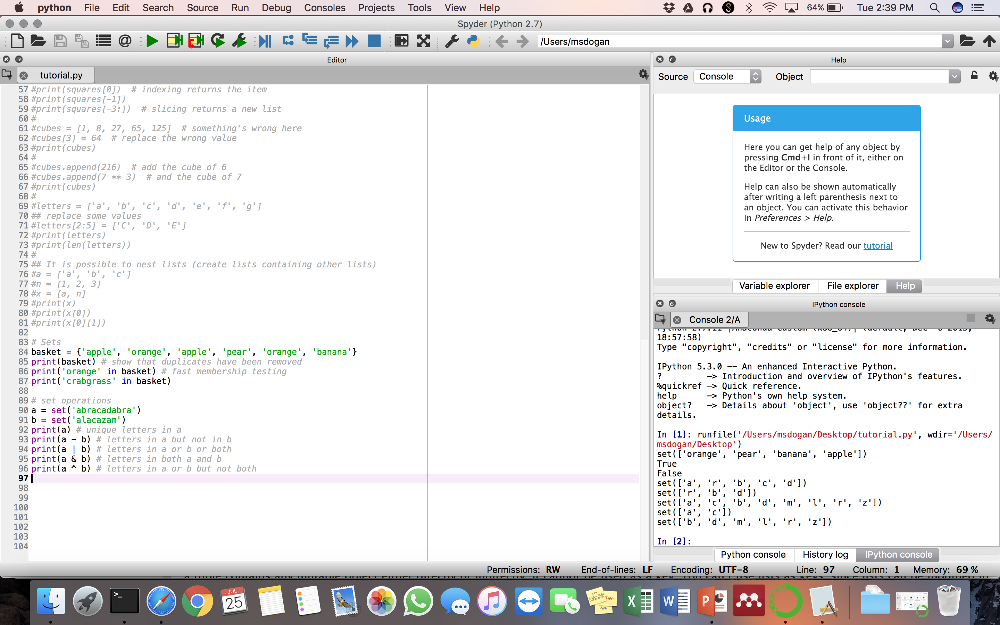 python File Edit Search Source Run Debug Consoles Projects Tools View Help 64% Tue 2:39 PM
Spyder (Python 2.7)
/Users/msdogan
Editor
tutorial.py
57 #print(squares[0])  # indexing returns the item
58 #print(squares[-1])
59 #print(squares[-3:])  # slicing returns a new list
60 #
61 #cubes = [1, 8, 27, 65, 125]  # something's wrong here
62 #cubes[3] = 64  # replace the wrong value
63 #print(cubes)
64 #
65 #cubes.append(216)  # add the cube of 6
66 #cubes.append(7 ** 3)  # and the cube of 7
67 #print(cubes)
68 #
69 #letters = ['a', 'b', 'c', 'd', 'e', 'f', 'g']
70 ## replace some values
71 #letters[2:5] = ['C', 'D', 'E']
72 #print(letters)
73 #print(len(letters))
74 #
75 ## It is possible to nest lists (create lists containing other lists)
76 #a = ['a', 'b', 'c']
77 #n = [1, 2, 3]
78 #x = [a, n]
79 #print(x)
80 #print(x[0])
81 #print(x[0][1])
82
83 # Sets
84 basket = {'apple', 'orange', 'apple', 'pear', 'orange', 'banana'}
85 print(basket) # show that duplicates have been removed
86 print('orange' in basket) # fast membership testing
87 print('crabgrass' in basket)
88
89 # set operations
90 a = set('abracadabra')
91 b = set('alacazam')
92 print(a) # unique letters in a
93 print(a - b) # letters in a but not in b
94 print(a | b) # letters in a or b or both
95 print(a & b) # letters in both a and b
96 print(a ^ b) # letters in a or b but not both
97
98
99
100
101
102
103
104
Help
Source Console Object
Usage
Here you can get help of any object by
pressing Cmd+I in front of it, either on
the Editor or the Console.
Help can also be shown automatically
after writing a left parenthesis next to
an object. You can activate this behavior
in Preferences > Help.
New to Spyder? Read our tutorial
Variable explorer File explorer Help
IPython console
Console 2/A
18:57:58)
Type "copyright", "credits" or "license" for more information.
IPython 5.3.0 -- An enhanced Interactive Python.
?         -> Introduction and overview of IPython's features.
%quickref -> Quick reference.
help      -> Python's own help system.
object?   -> Details about 'object', use 'object??' for extra
details.
In [1]: runfile('/Users/msdogan/Desktop/tutorial.py', wdir='/Users/
msdogan/Desktop')
set(['orange', 'pear', 'banana', 'apple'])
True
False
set(['a', 'r', 'b', 'c', 'd'])
set(['r', 'b', 'd'])
set(['a', 'c', 'b', 'd', 'm', 'l', 'r', 'z'])
set(['a', 'c'])
set(['b', 'd', 'm', 'l', 'r', 'z'])
In [2]:
Python console History log IPython console
Permissions: RW End-of-lines: LF Encoding: UTF-8 Line: 97 Column: 1 Memory: 69 %
JUL
25